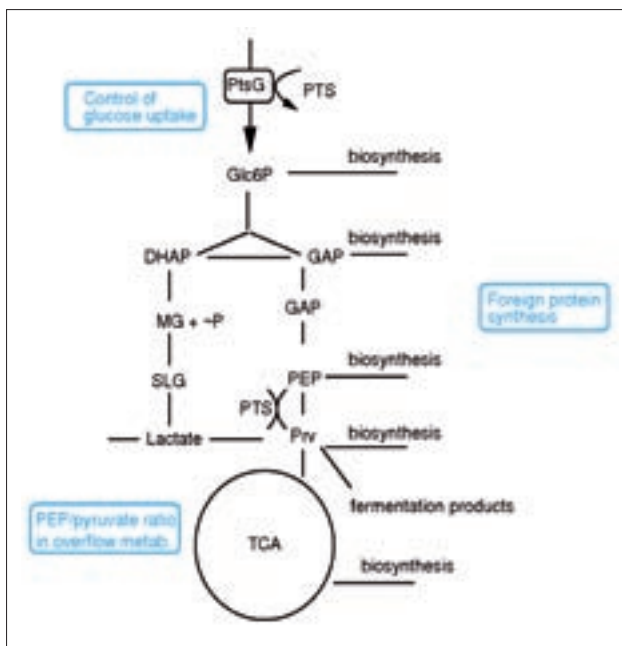 PtsG
PTS
Control of
glucose uptake
Glc6P
biosynthesis
DHAP
GAP
biosynthesis
MG + ~P
GAP
Foreign protein
synthesis
SLG
PEP
biosynthesis
PTS
Lactate
Prv
biosynthesis
fermentation products
PEP/pyruvate ratio
in overflow metab.
TCA
biosynthesis